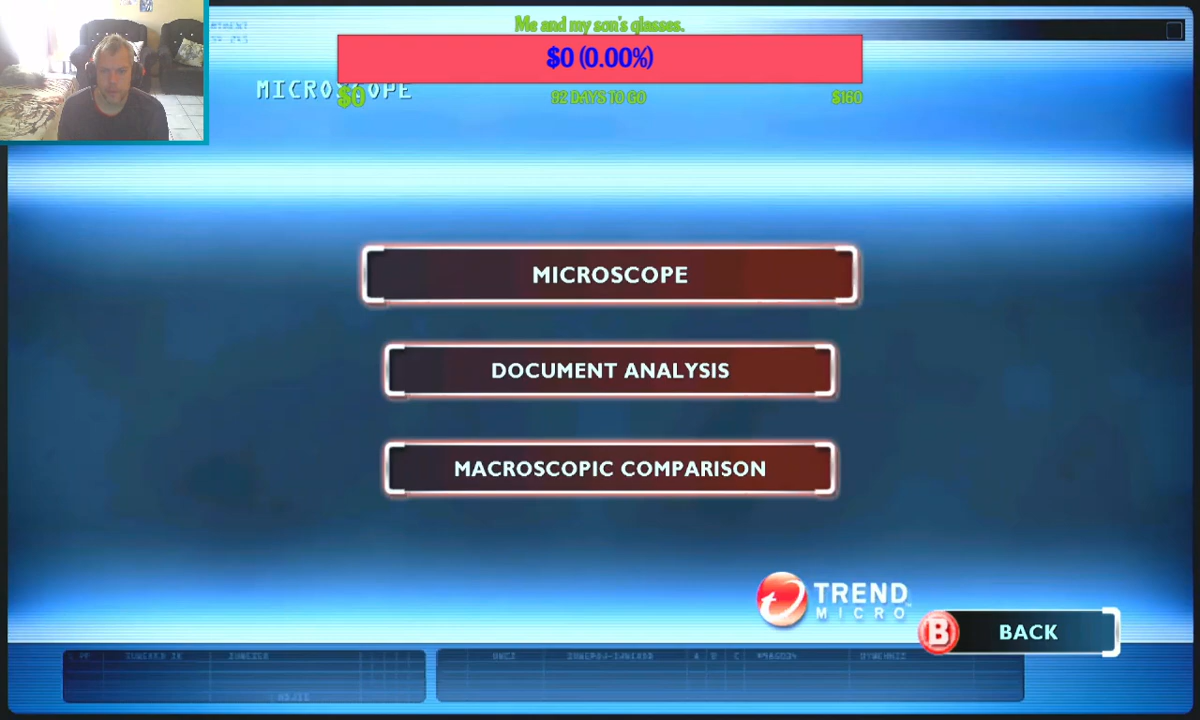 Me and my son's glasses.
$0 (0.00%)
$0
92 DAYS TO GO
$160
MICROSCOPE
MICROSCOPE
DOCUMENT ANALYSIS
MACROSCOPIC COMPARISON
TREND
MICRO
B BACK